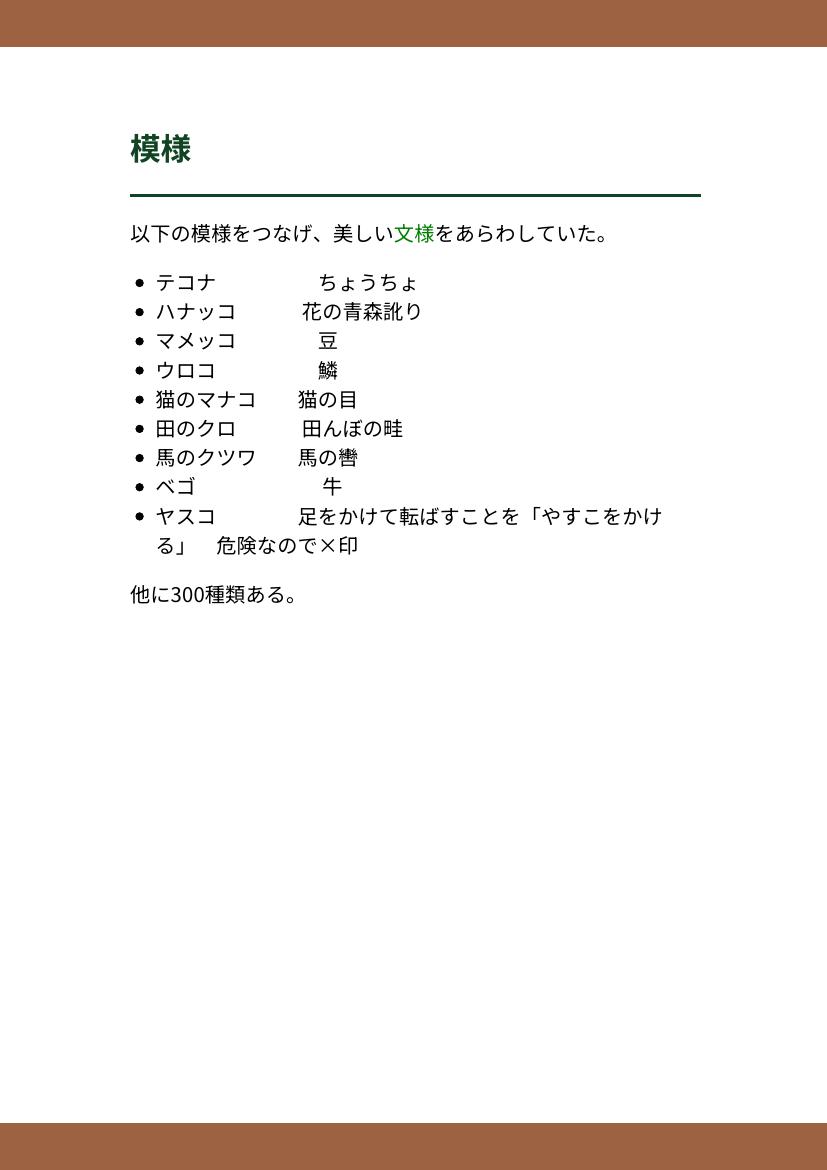 模様
以下の模様をつなげ、美しい文様をあらわしていた。
• テコナ　　　　　ちょうちょ
• ハナッコ　　　 花の青森訛り
• マメッコ　　　　豆
• ウロコ　　　　　鱗
• 猫のマナコ　　猫の目
• 田のクロ　　　 田んぼの畦
• 馬のクツワ　　馬の轡
• ベゴ　　　　　　 牛
• ヤスコ　　　　足をかけて転ばすことを「やすこをかけ
る」　危険なので×印
他に300種類ある。